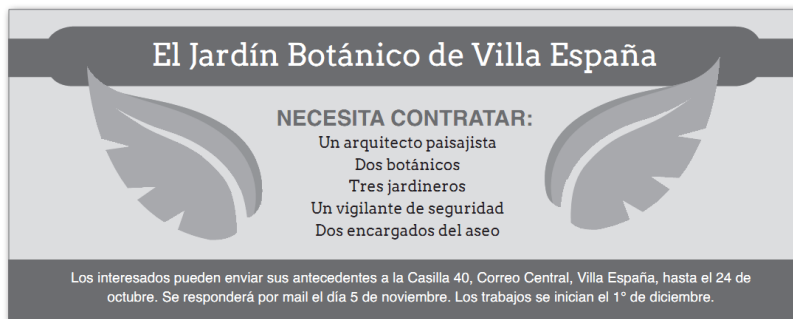 El Jardín Botánico de Villa España
NECESITA CONTRATAR:
Un arquitecto paisajista
Dos botánicos
Tres jardineros
Un vigilante de seguridad
Dos encargados del aseo
Los interesados pueden enviar sus antecedentes a la Casilla 40, Correo Central, Villa España, hasta el 24 de
octubre. Se responderá por mail el día 5 de noviembre. Los trabajos se inician el 1° de diciembre.